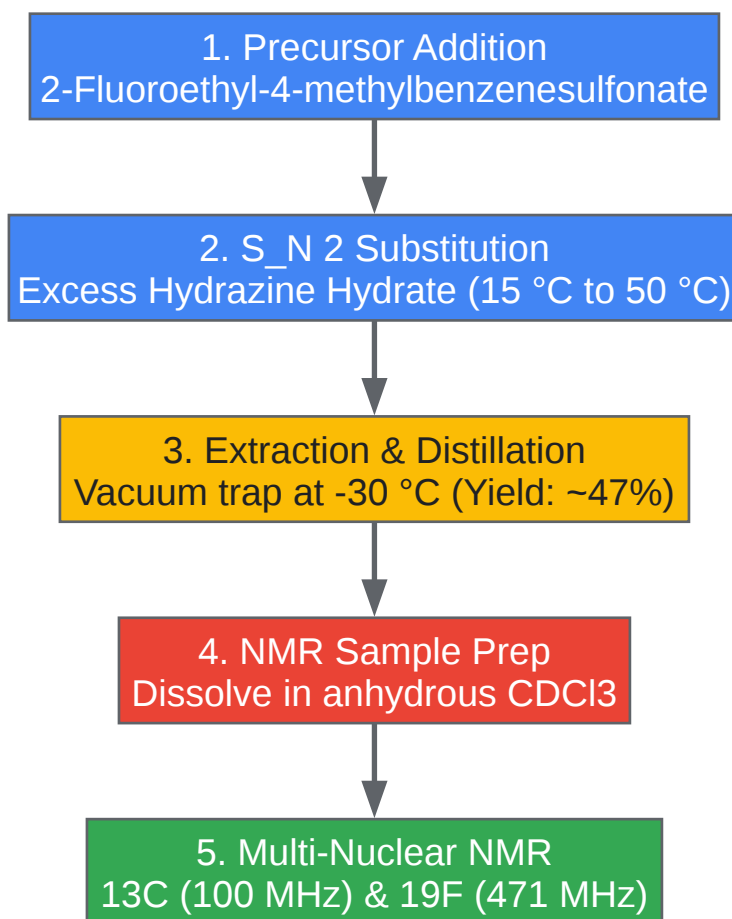 1. Precursor Addition
2-Fluoroethyl-4-methylbenzenesulfonate
2. S_N 2 Substitution
Excess Hydrazine Hydrate (15 °C to 50 °C)
3. Extraction & Distillation
Vacuum trap at -30 °C (Yield: ~47%)
4. NMR Sample Prep
Dissolve in anhydrous CDCl3
5. Multi-Nuclear NMR
13C (100 MHz) & 19F (471 MHz)